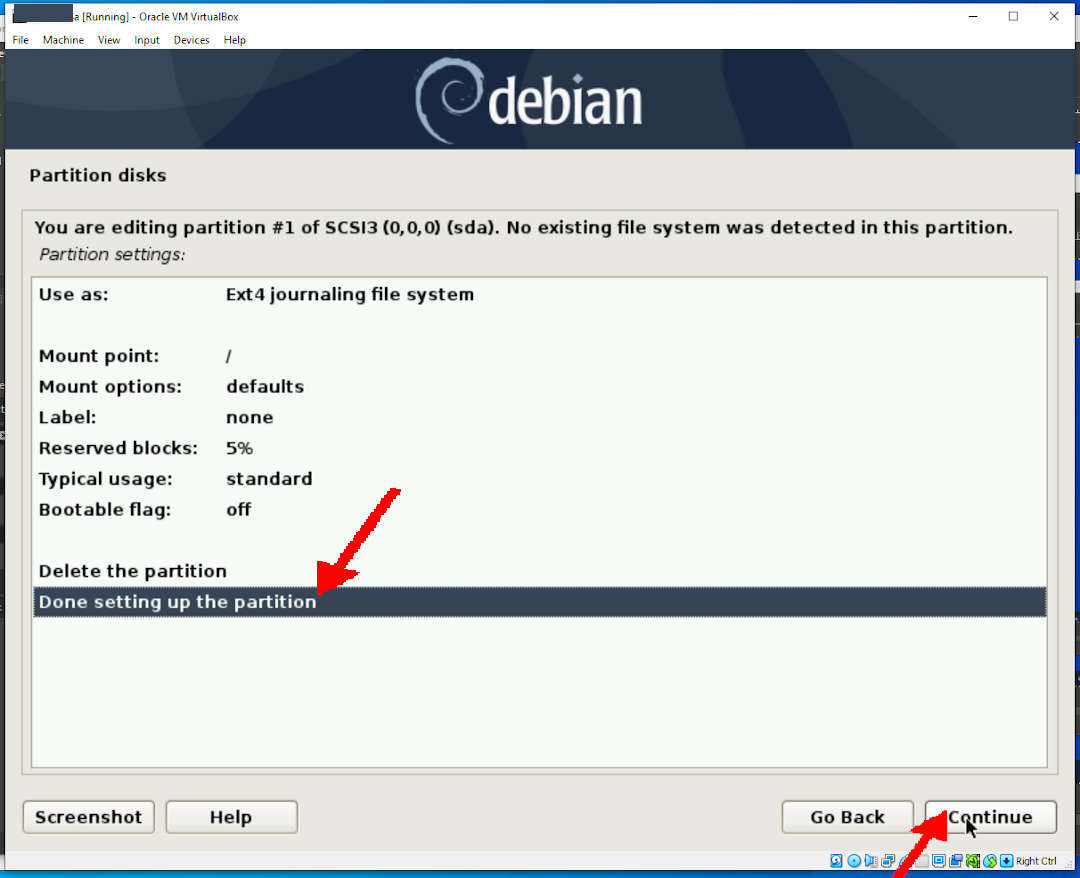 a [Running] - Oracle VM VirtualBox
File Machine View Input Devices Help
debian
Partition disks
You are editing partition #1 of SCSI3 (0,0,0) (sda). No existing file system was detected in this partition.
Partition settings:
Use as: Ext4 journaling file system
Mount point: /
Mount options: defaults
Label: none
Reserved blocks: 5%
Typical usage: standard
Bootable flag: off
Delete the partition
Done setting up the partition
Screenshot Help Go Back Continue
Right Ctrl